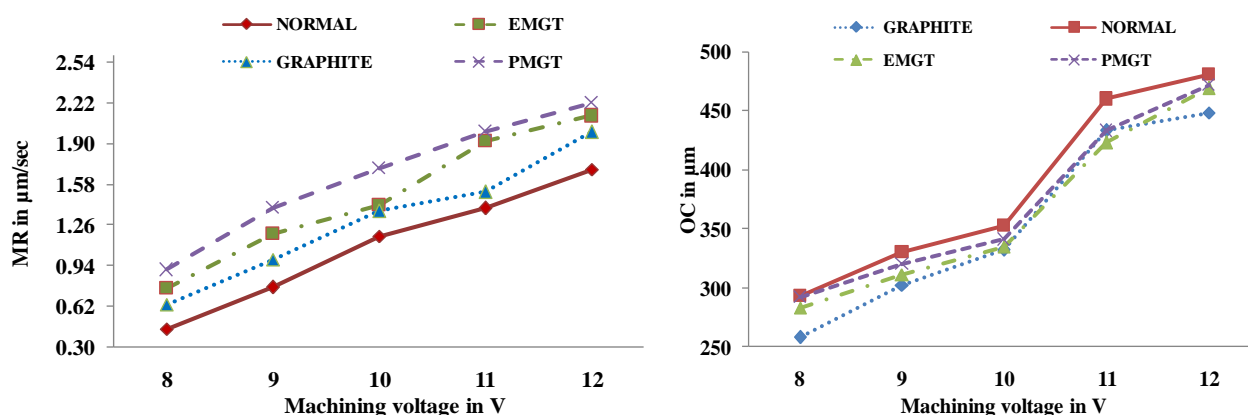 NORMAL EMGT
GRAPHITE PMGT
2.54
2.22
1.90
1.58
1.26
0.94
0.62
0.30
MR in µm/sec
8 9 10 11 12
Machining voltage in V
GRAPHITE NORMAL
EMGT PMGT
500
450
400
350
300
250
OC in µm
8 9 10 11 12
Machining voltage in V